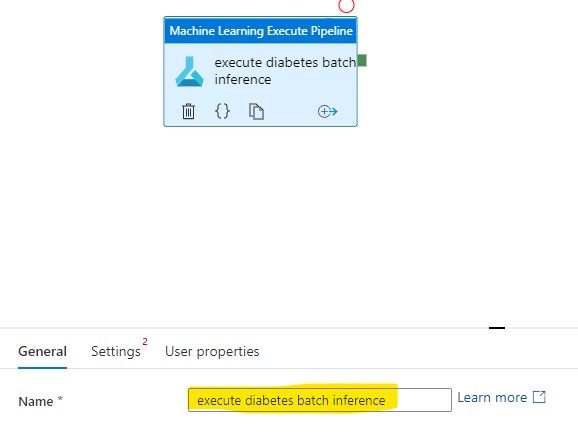 Machine Learning Execute Pipeline
execute diabetes batch
inference
{}
General Settings 2 User properties
Name * execute diabetes batch inference Learn more